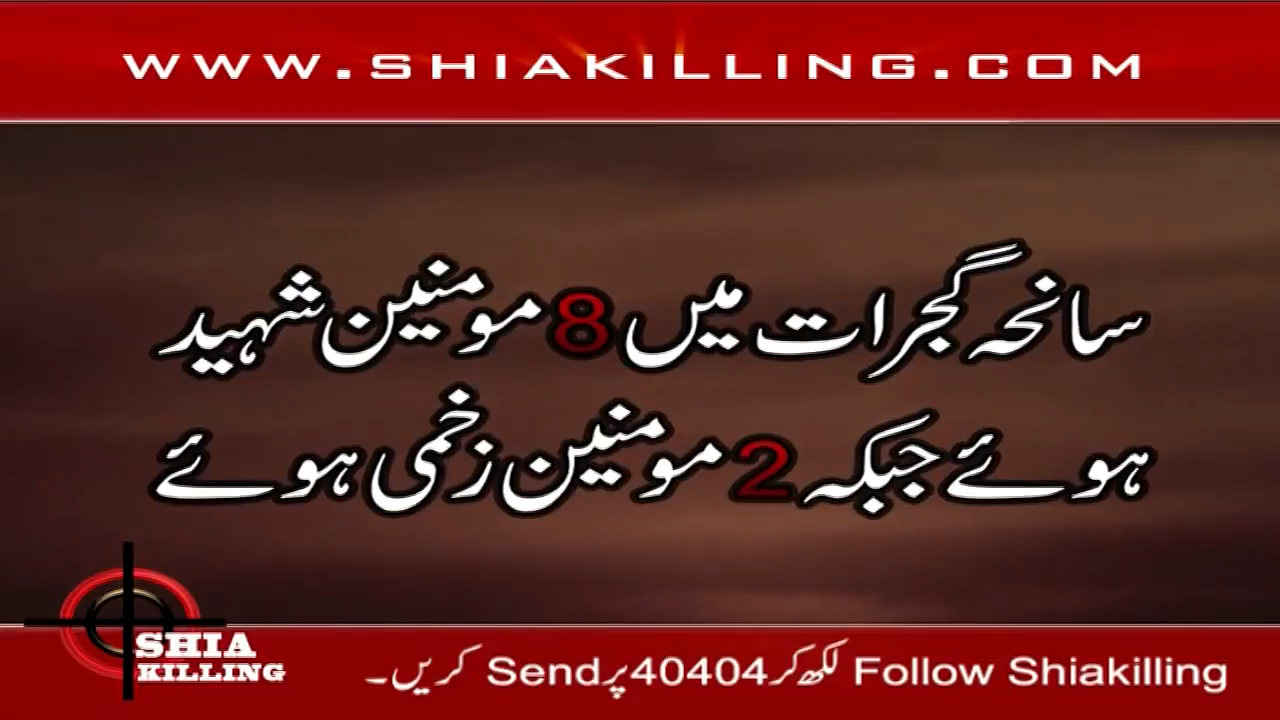 WWW.SHIAKILLING.COM
سانحہ گجرات میں 8 مومنین شہید
ہوئے جبکہ 2 مومنین زخمی ہوئے
SHIA
KILLING
Follow Shiakilling لکھ کر 40404 پر Send کریں۔